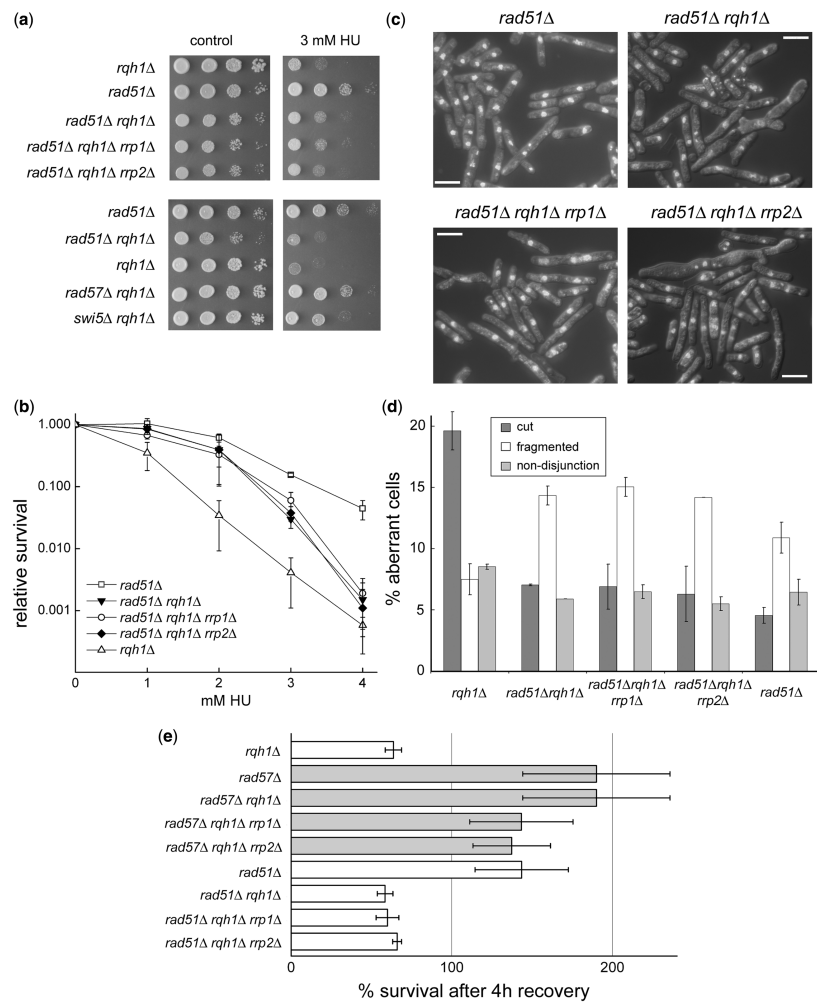 (a)
control
3 mM HU
rqh1Δ
rad51Δ
rad51Δ rqh1Δ
rad51Δ rqh1Δ rrp1Δ
rad51Δ rqh1Δ rrp2Δ
rad51Δ
rad51Δ rqh1Δ
rqh1Δ
rad57Δ rqh1Δ
swi5Δ rqh1Δ
(c)
rad51Δ
rad51Δ rqh1Δ
rad51Δ rqh1Δ rrp1Δ
rad51Δ rqh1Δ rrp2Δ
(b)
relative survival
1.000
0.100
0.010
0.001
rad51Δ
rad51Δ rqh1Δ
rad51Δ rqh1Δ rrp1Δ
rad51Δ rqh1Δ rrp2Δ
rqh1Δ
0
1
2
3
4
mM HU
(d)
% aberrant cells
20
15
10
5
0
cut
fragmented
non-disjunction
rqh1Δ
rad51Δrqh1Δ
rad51Δrqh1Δ
rrp1Δ
rad51Δrqh1Δ
rrp2Δ
rad51Δ
(e)
rqh1Δ
rad57Δ
rad57Δ rqh1Δ
rad57Δ rqh1Δ rrp1Δ
rad57Δ rqh1Δ rrp2Δ
rad51Δ
rad51Δ rqh1Δ
rad51Δ rqh1Δ rrp1Δ
rad51Δ rqh1Δ rrp2Δ
0
100
200
% survival after 4h recovery